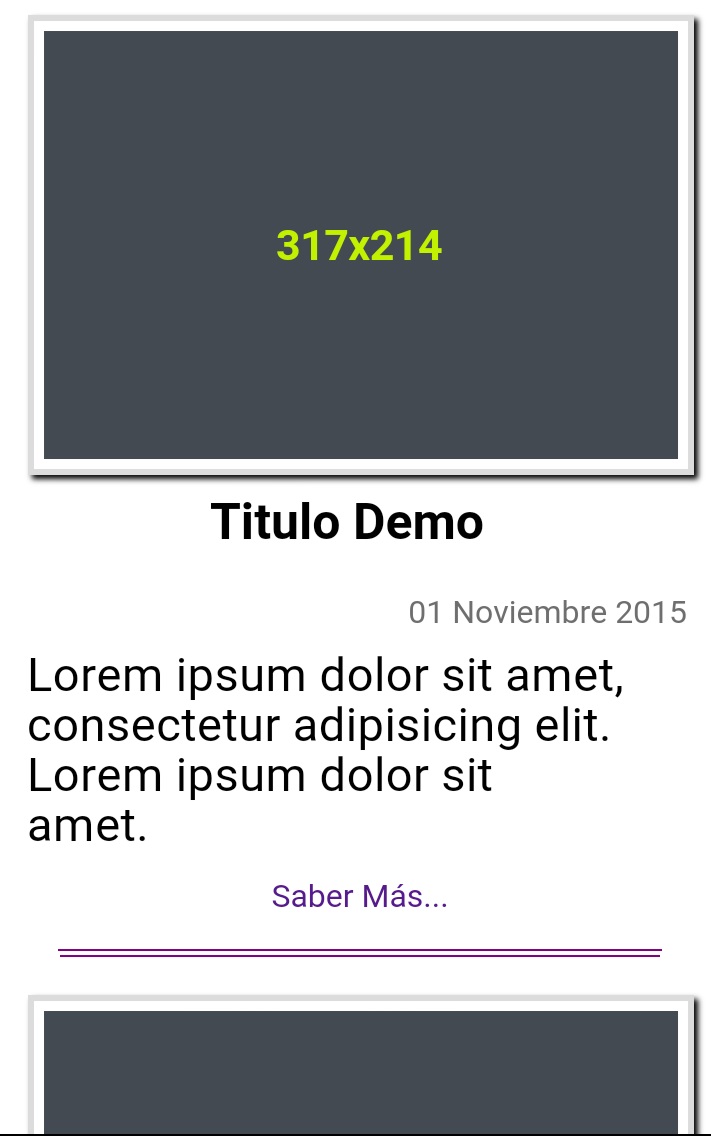 317x214
Titulo Demo
01 Noviembre 2015
Lorem ipsum dolor sit amet,
consectetur adipisicing elit.
Lorem ipsum dolor sit
amet.
Saber Más...